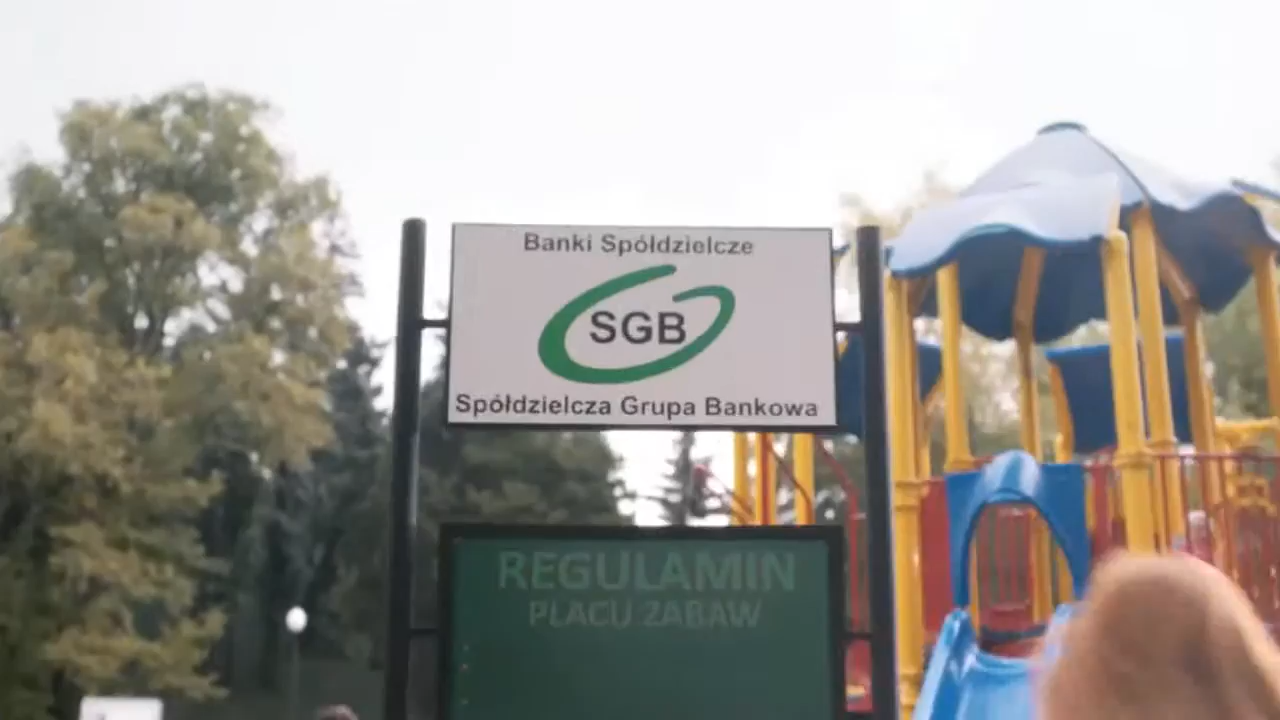 Banki Spółdzielcze
SGB
Spółdzielcza Grupa Bankowa
REGULAMIN
PLACU ZABAW